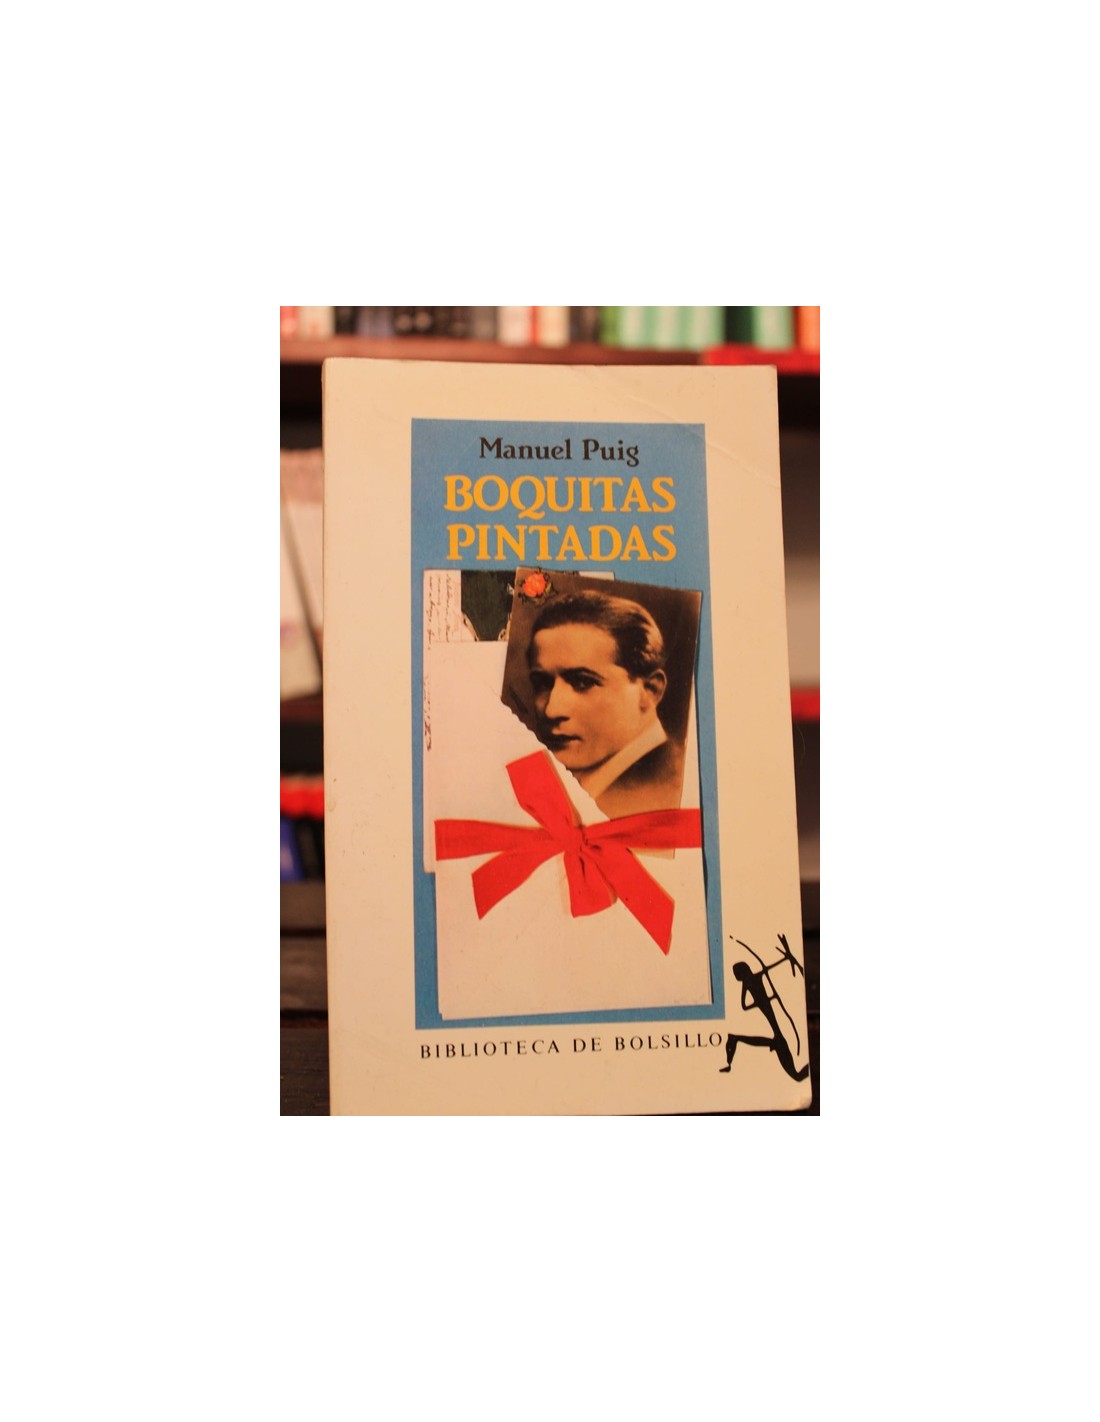 Manuel Puig
BOQUITAS
PINTADAS
BIBLIOTECA DE BOLSILLO